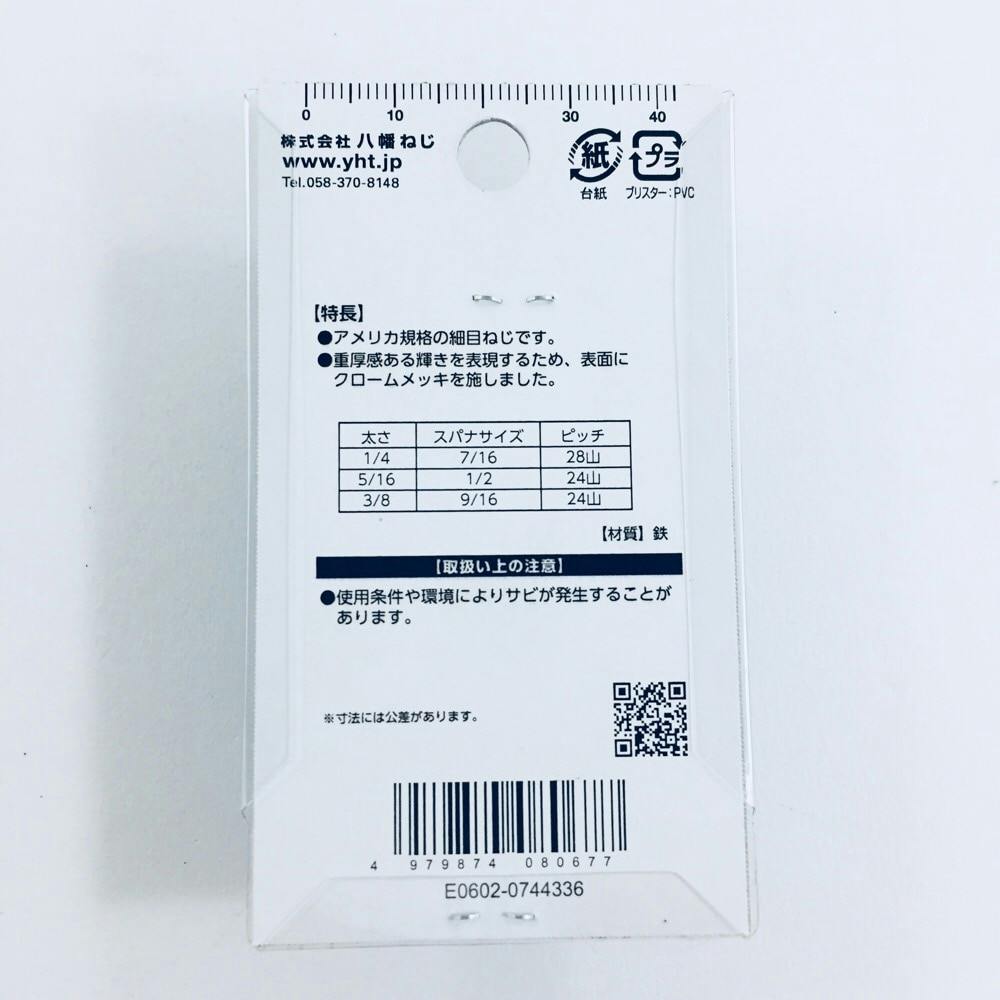 0 10 30 40
株式会社 八幡ねじ
www.yht.jp
Tel.058-370-8148
紙 プラ
台紙 ブリスター:PVC
【特長】
●アメリカ規格の細目ねじです。
●重厚感ある輝きを表現するため、表面に
クロームメッキを施しました。
太さ スパナサイズ ピッチ
1/4 7/16 28山
5/16 1/2 24山
3/8 9/16 24山
【材質】鉄
【取扱い上の注意】
●使用条件や環境によりサビが発生することが
あります。
※寸法には公差があります。
4 979874 080677
E0602-0744336